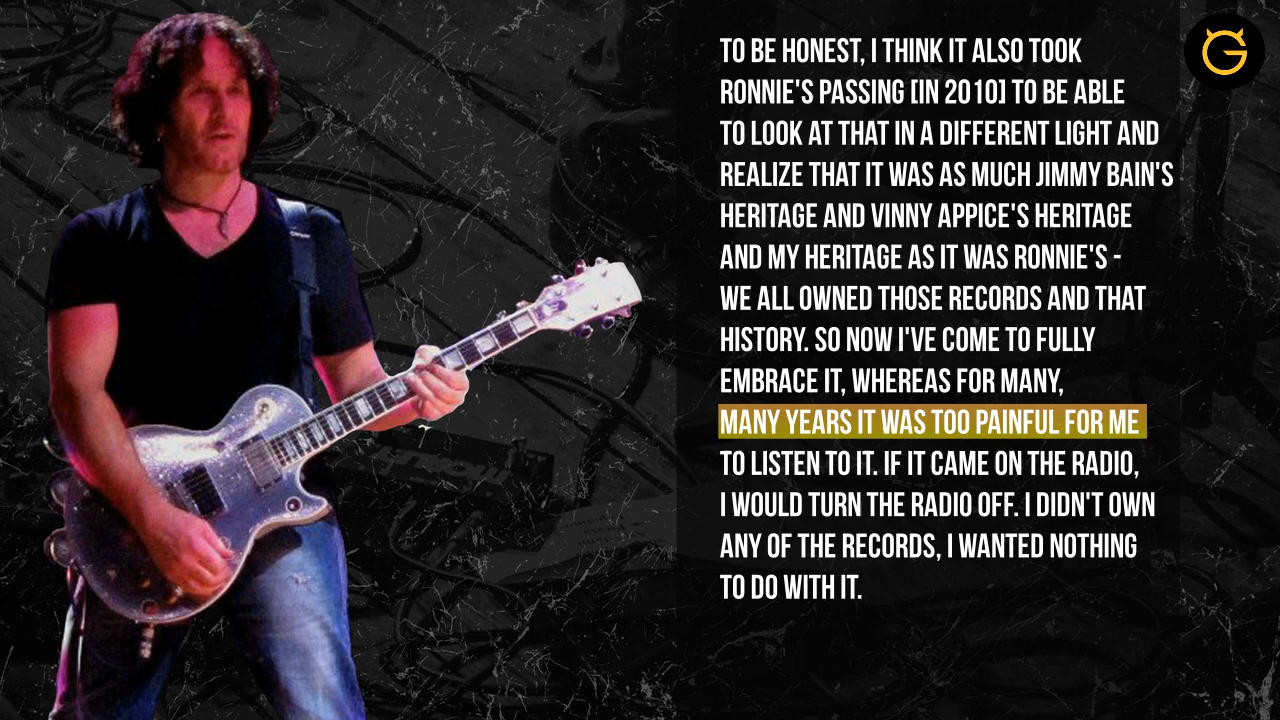 TO BE HONEST, I THINK IT ALSO TOOK
RONNIE'S PASSING [IN 2010] TO BE ABLE
TO LOOK AT THAT IN A DIFFERENT LIGHT AND
REALIZE THAT IT WAS AS MUCH JIMMY BAIN'S
HERITAGE AND VINNY APPICE'S HERITAGE
AND MY HERITAGE AS IT WAS RONNIE'S -
WE ALL OWNED THOSE RECORDS AND THAT
HISTORY. SO NOW I'VE COME TO FULLY
EMBRACE IT, WHEREAS FOR MANY,
MANY YEARS IT WAS TOO PAINFUL FOR ME
TO LISTEN TO IT. IF IT CAME ON THE RADIO,
I WOULD TURN THE RADIO OFF. I DIDN'T OWN
ANY OF THE RECORDS, I WANTED NOTHING
TO DO WITH IT.